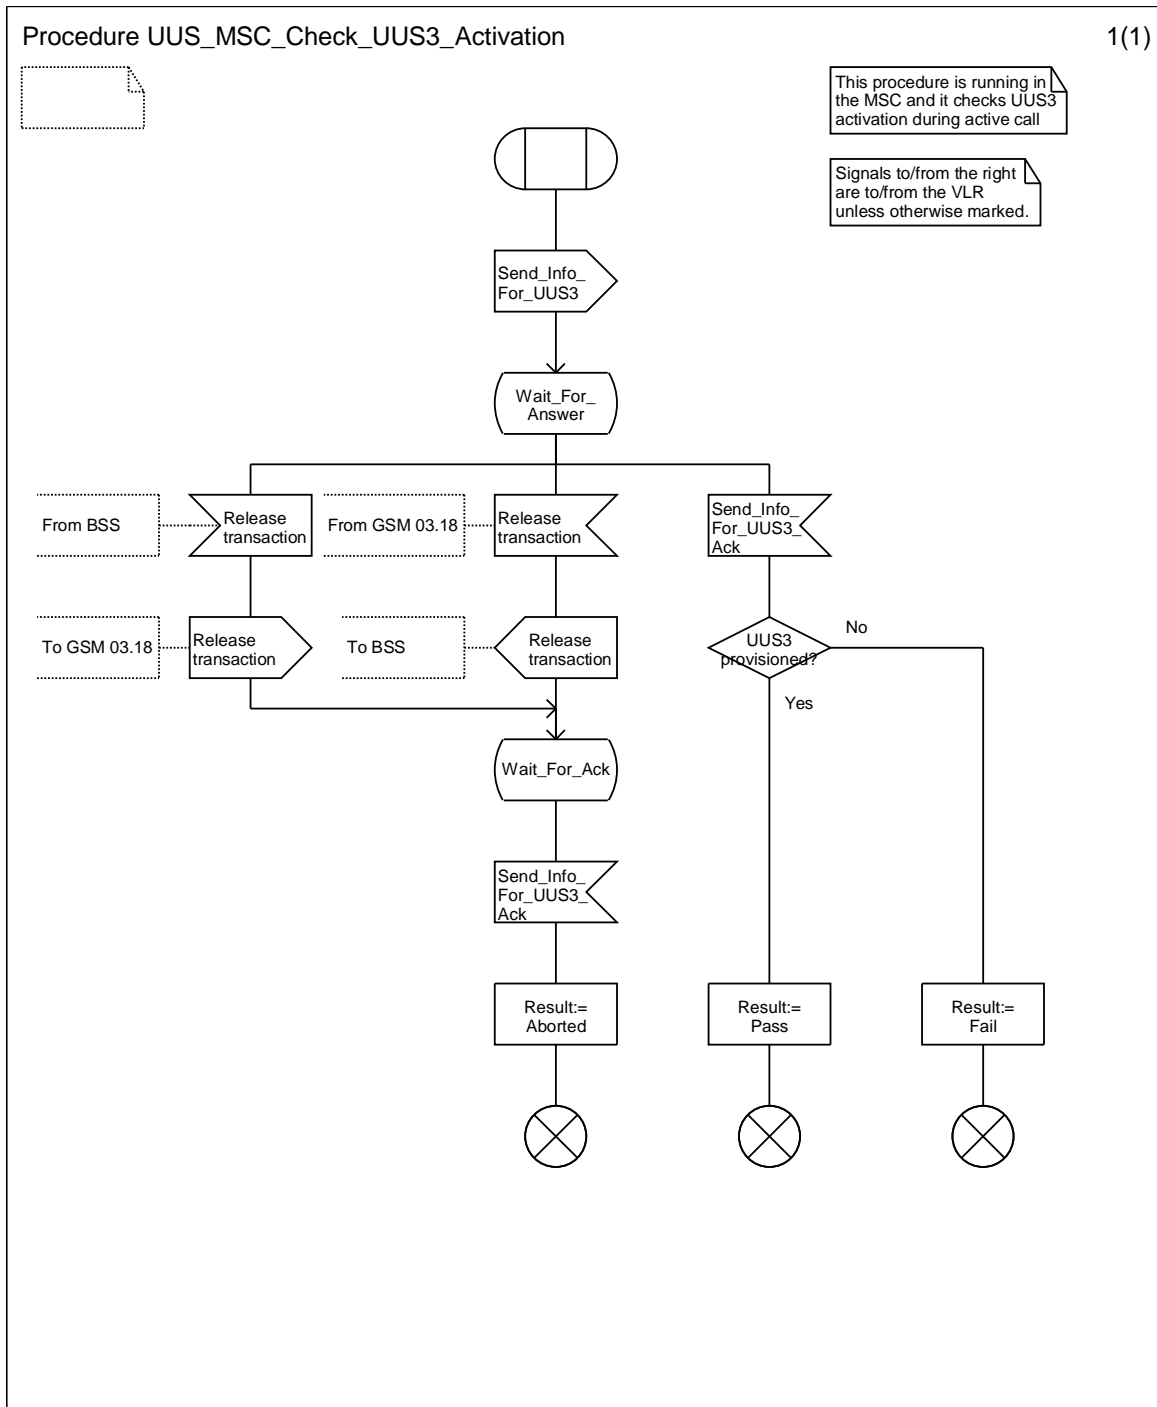 Procedure UUS_MSC_Check_UUS3_Activation
1(1)
This procedure is running in
the MSC and it checks UUS3
activation during active call
Signals to/from the right
are to/from the VLR
unless otherwise marked.
Send_Info_
For_UUS3
Wait_For_
Answer
From BSS
Release
transaction
From GSM 03.18
Release
transaction
Send_Info_
For_UUS3_
Ack
To GSM 03.18
Release
transaction
To BSS
Release
transaction
UUS3
provisioned?
No
Yes
Wait_For_Ack
Send_Info_
For_UUS3_
Ack
Result:=
Aborted
Result:=
Pass
Result:=
Fail